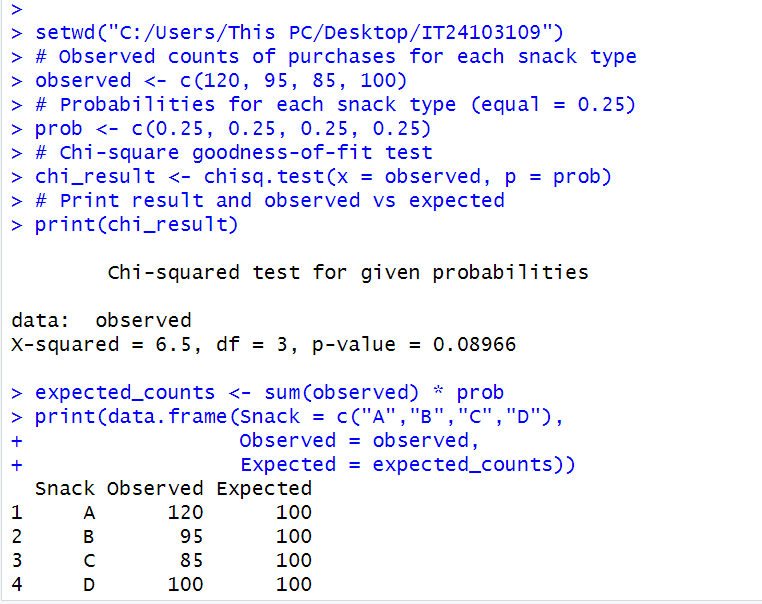 >
> setwd("C:/Users/This PC/Desktop/IT24103109")
> # Observed counts of purchases for each snack type
> observed <- c(120, 95, 85, 100)
> # Probabilities for each snack type (equal = 0.25)
> prob <- c(0.25, 0.25, 0.25, 0.25)
> # Chi-square goodness-of-fit test
> chi_result <- chisq.test(x = observed, p = prob)
> # Print result and observed vs expected
> print(chi_result)

        Chi-squared test for given probabilities

data:  observed
X-squared = 6.5, df = 3, p-value = 0.08966

> expected_counts <- sum(observed) * prob
> print(data.frame(Snack = c("A","B","C","D"),
+                  Observed = observed,
+                  Expected = expected_counts))
  Snack Observed Expected
1     A      120      100
2     B       95      100
3     C       85      100
4     D      100      100